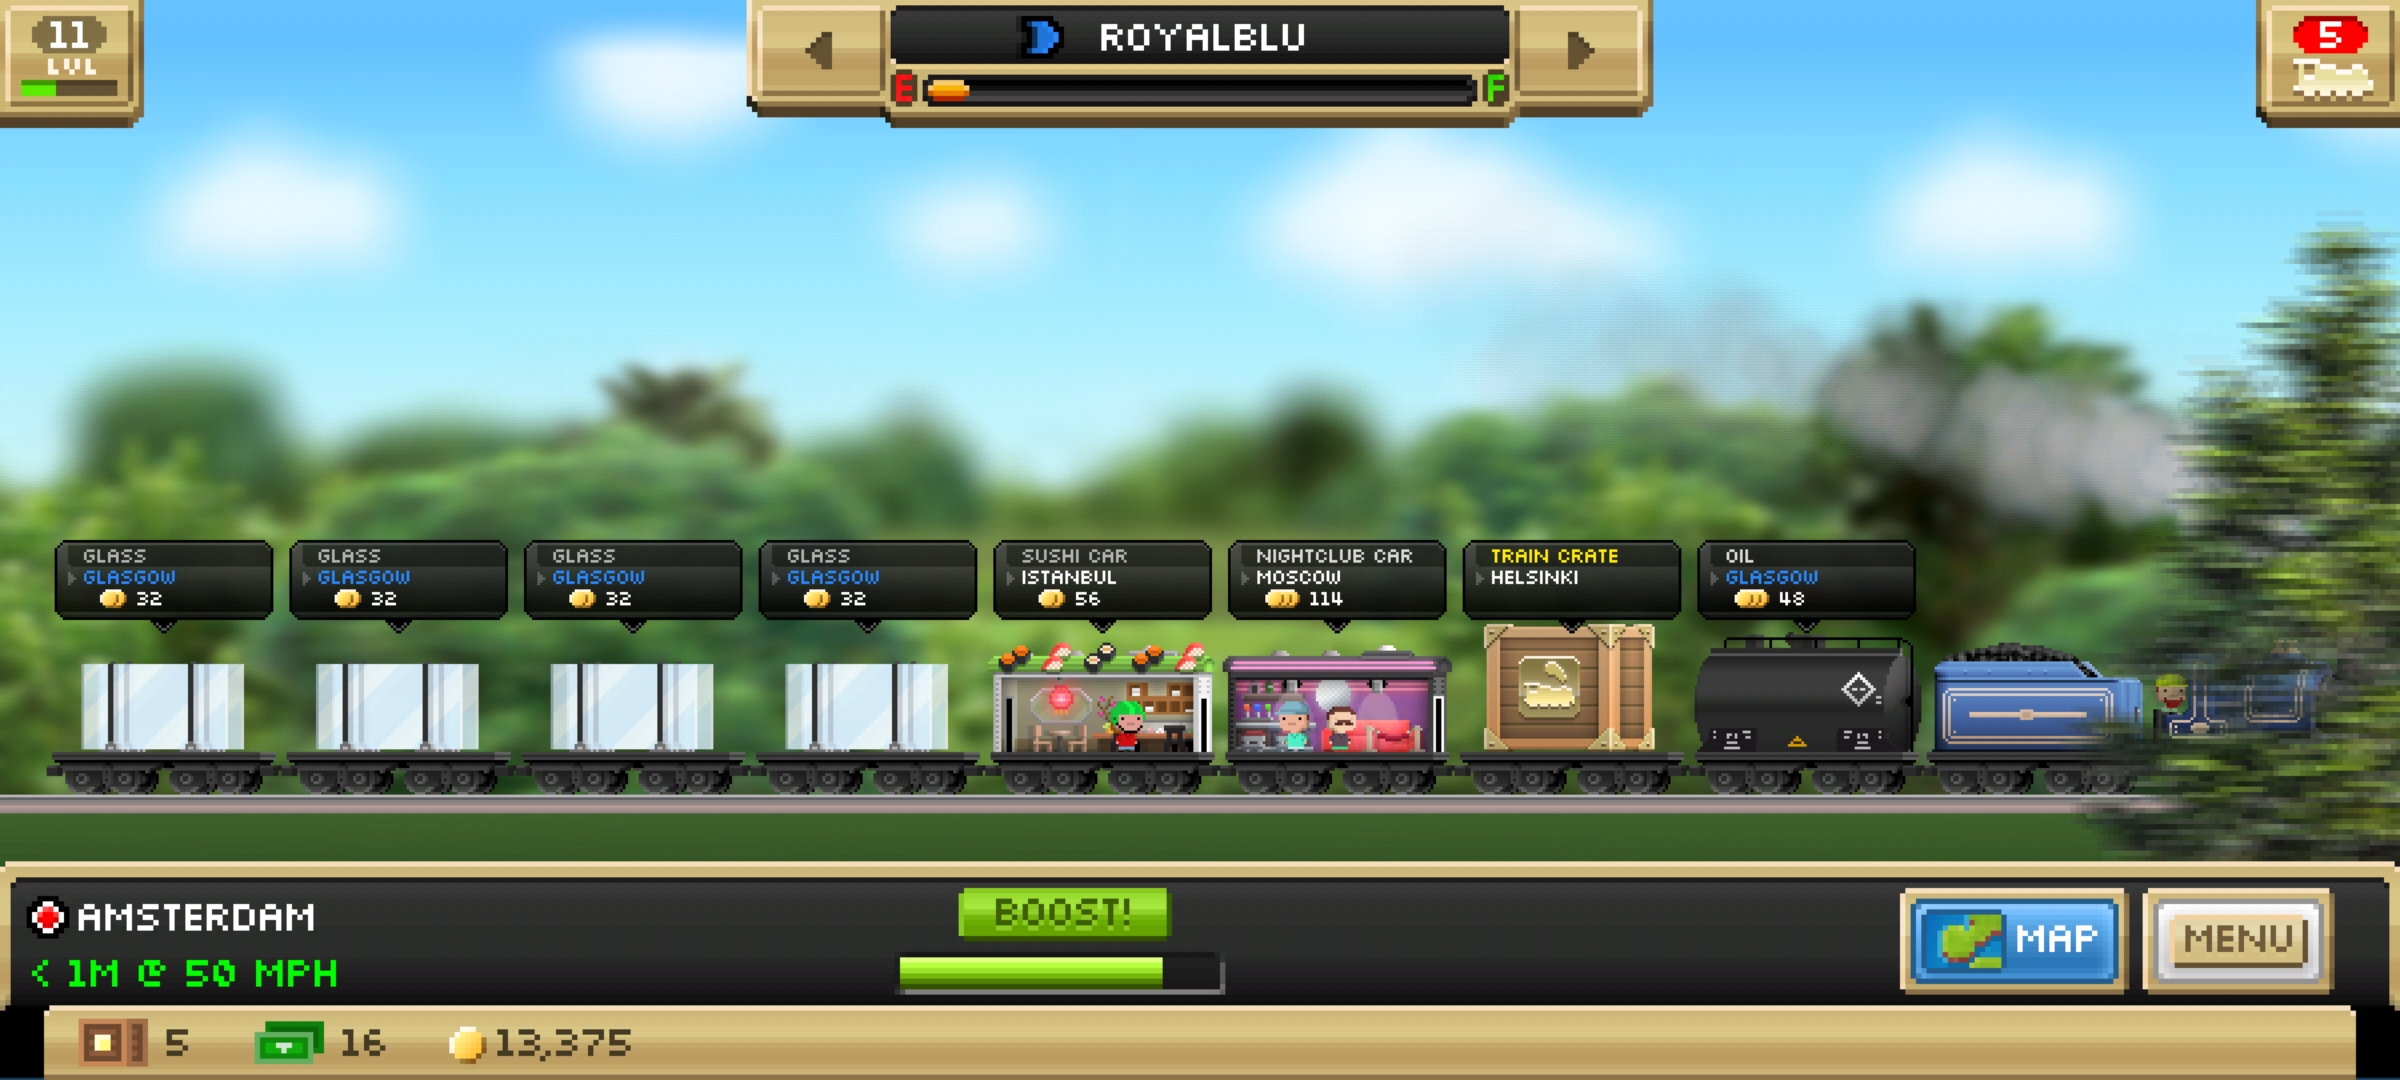 11
LVL
ROYALBLU
E F
5
GLASS
GLASGOW
32
GLASS
GLASGOW
32
GLASS
GLASGOW
32
GLASS
GLASGOW
32
SUSHI CAR
ISTANBUL
56
NIGHTCLUB CAR
MOSCOW
114
TRAIN CRATE
HELSINKI
OIL
GLASGOW
48
AMSTERDAM
< 1M @ 50 MPH
BOOST!
MAP
MENU
5
16
13,375